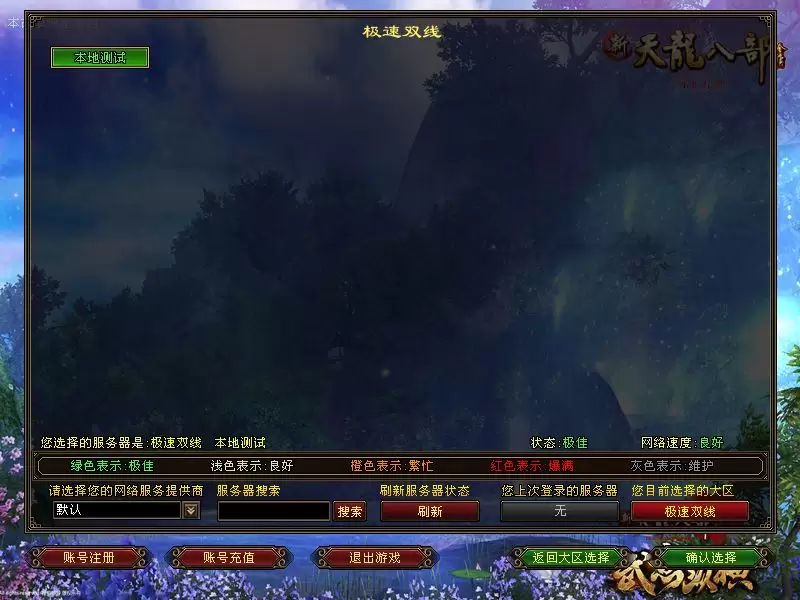 极速双线
本地测试
新天龍八部
您选择的服务器是:极速双线 本地测试 状态:极佳 网络速度:良好
绿色表示:极佳 浅色表示:良好 橙色表示:繁忙 红色表示:爆满 灰色表示:维护
请选择您的网络服务提供商 服务器搜索 刷新服务器状态 您上次登录的服务器 您目前选择的大区
默认 搜索 刷新 无 极速双线
账号注册 账号充值 退出游戏 返回大区选择 确认选择